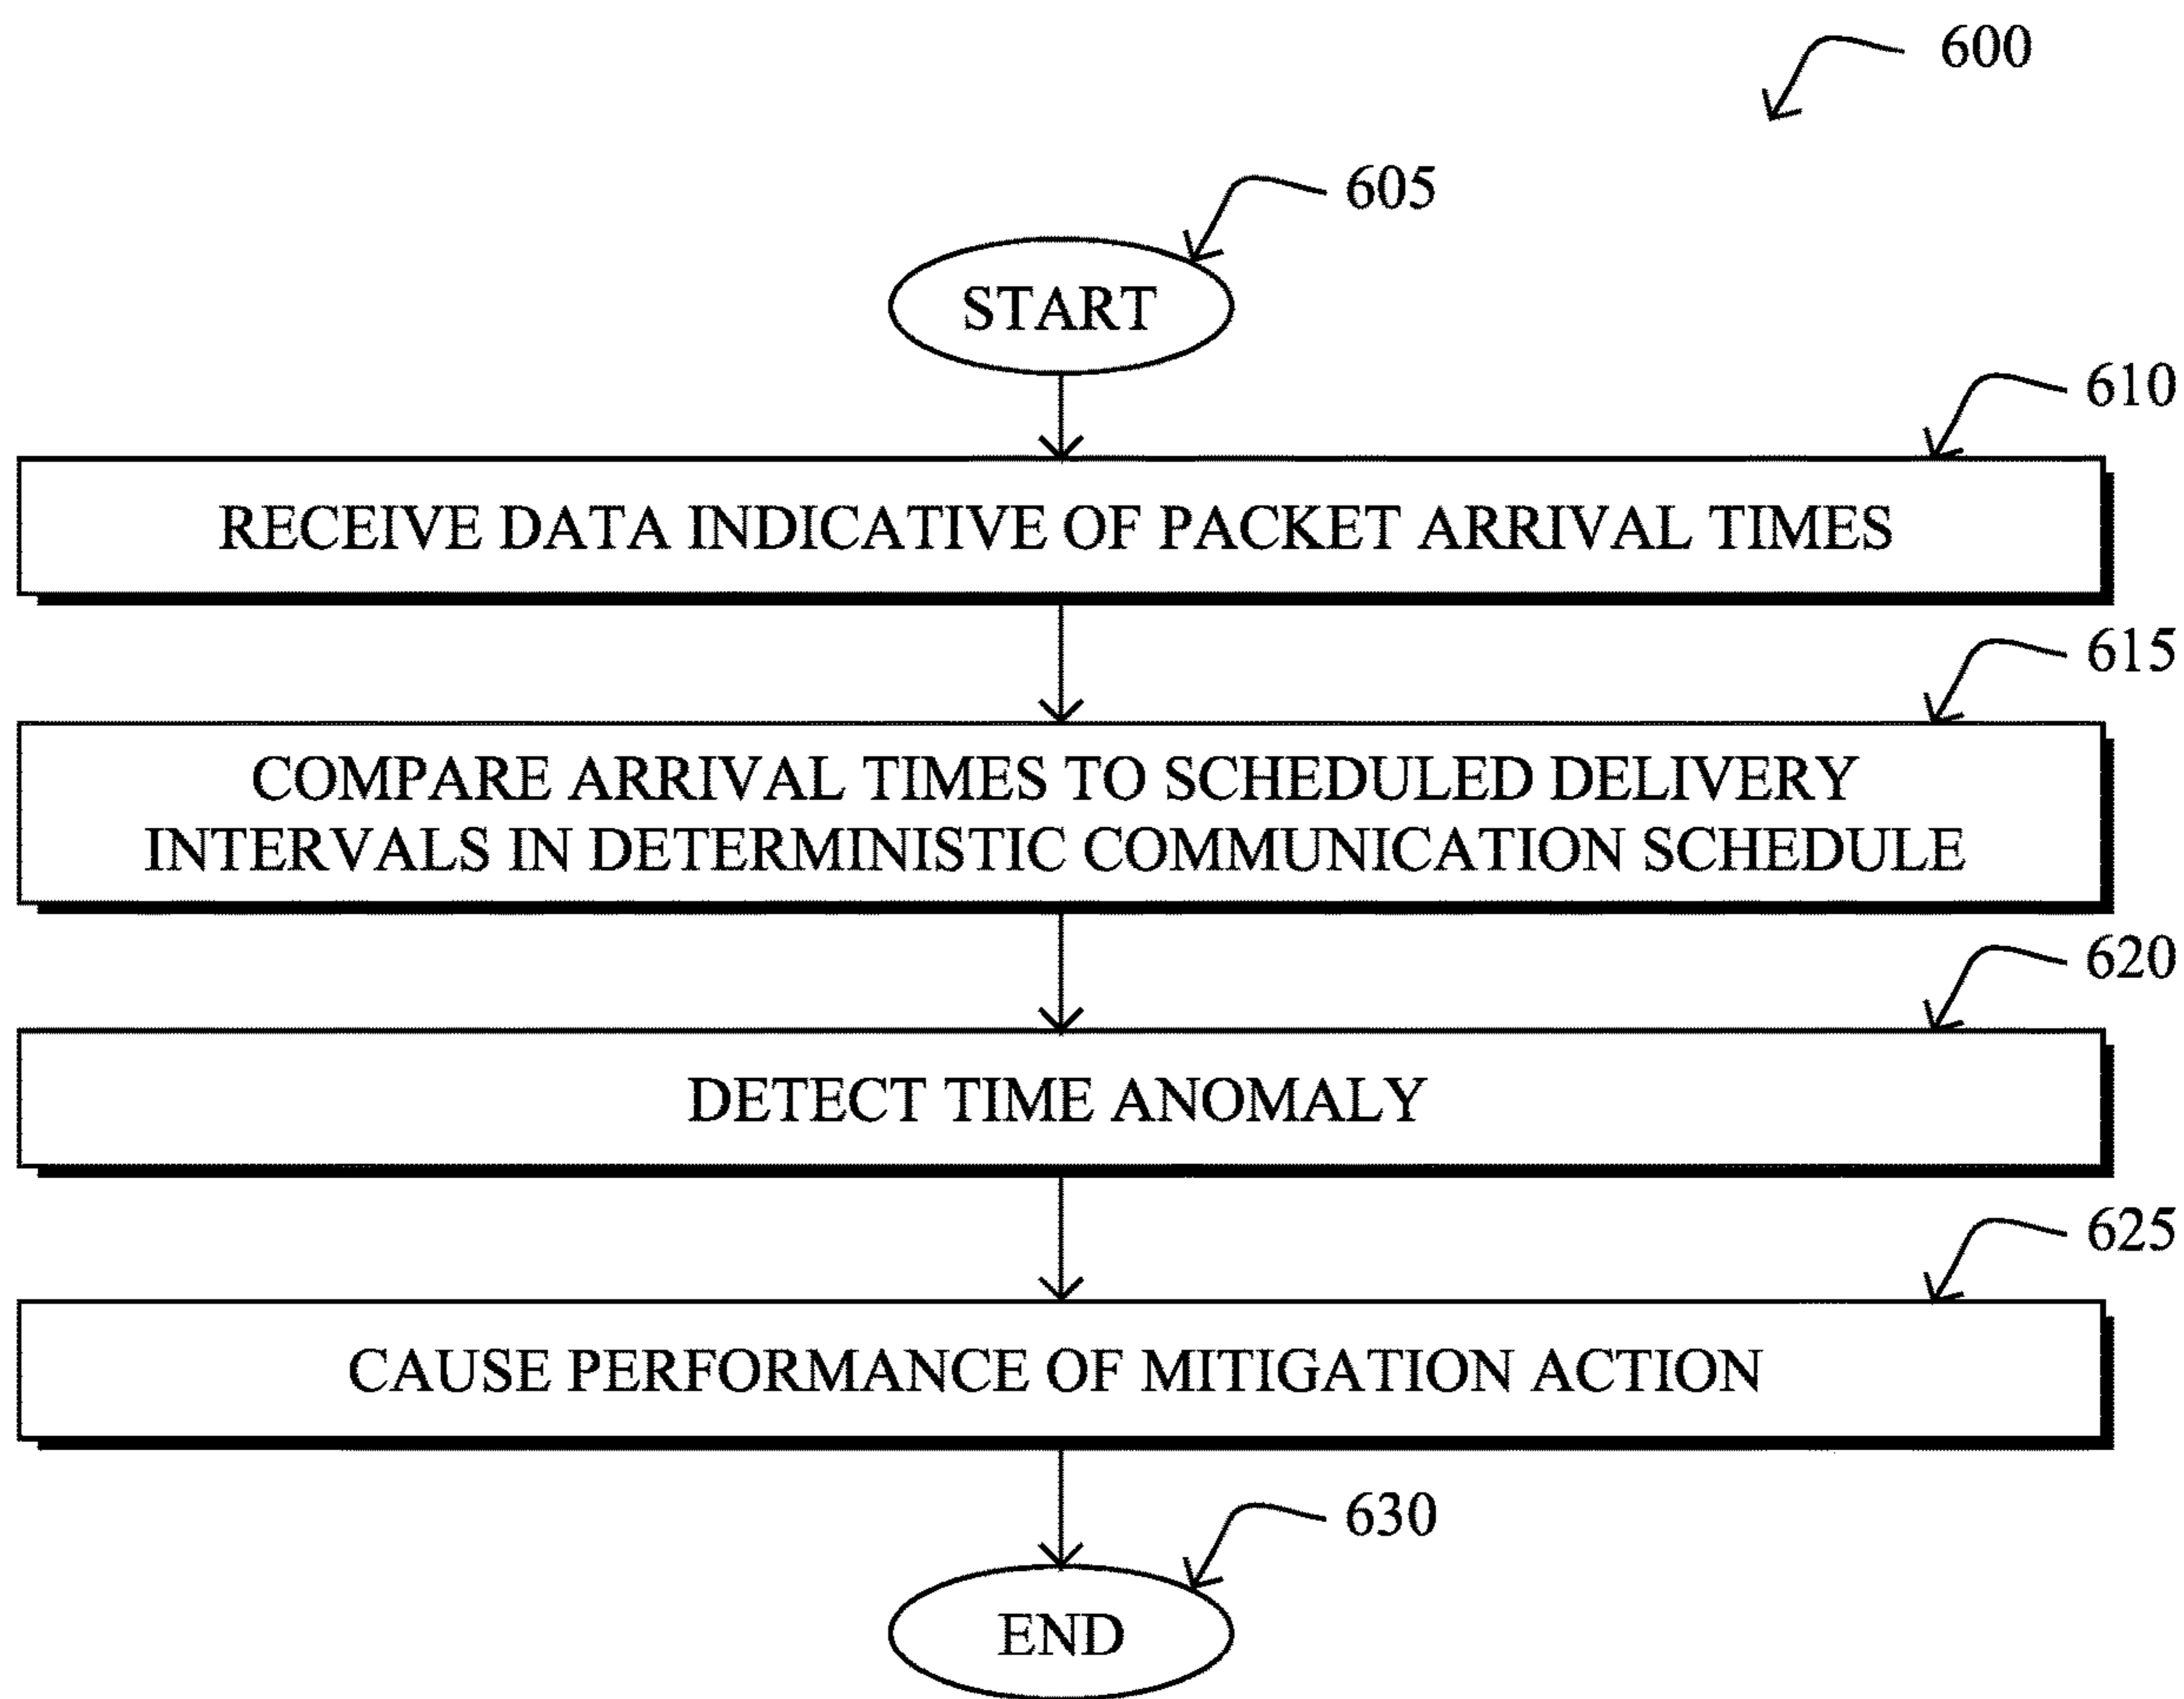 600
605
START
610
RECEIVE DATA INDICATIVE OF PACKET ARRIVAL TIMES
615
COMPARE ARRIVAL TIMES TO SCHEDULED DELIVERY
INTERVALS IN DETERMINISTIC COMMUNICATION SCHEDULE
620
DETECT TIME ANOMALY
625
CAUSE PERFORMANCE OF MITIGATION ACTION
630
END